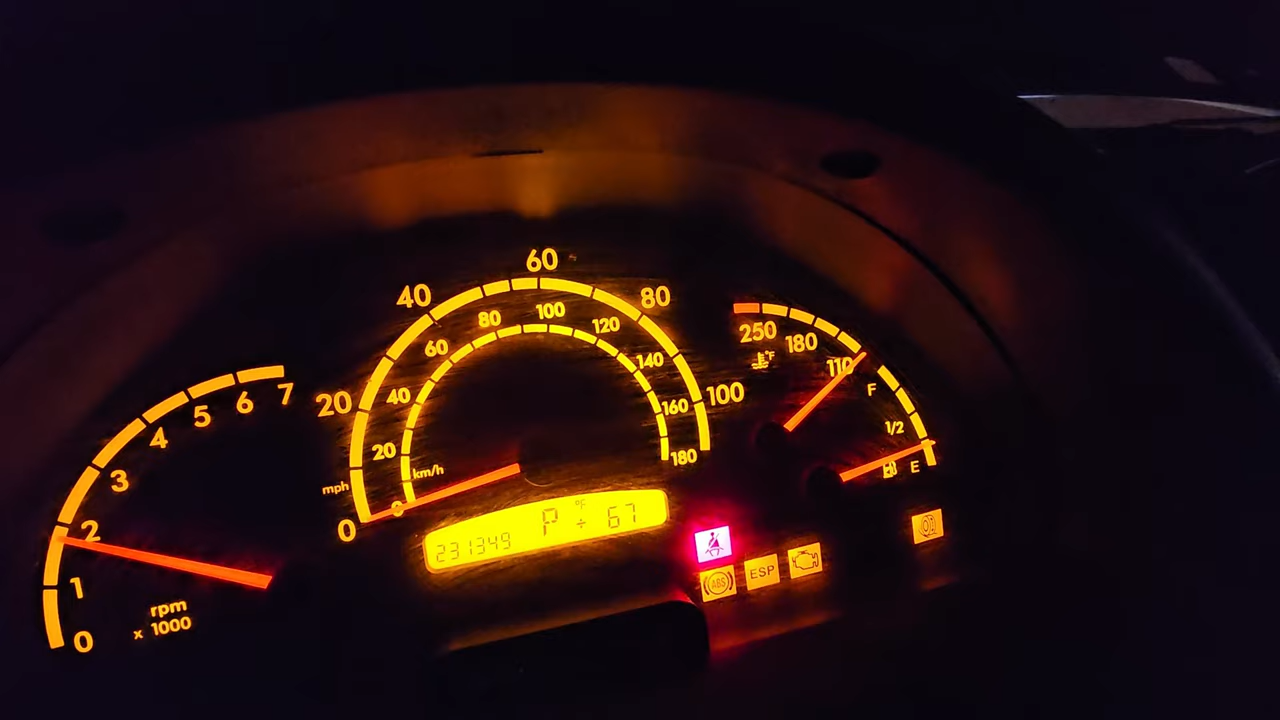 0 1 2 3 4 5 6 7
rpm
x 1000
0 20 40 60 80 100
mph
0 20 40 60 80 100 120 140 160 180
km/h
250 180 110
°F
F
1/2
E
°F
231349 P 67
ABS
ESP